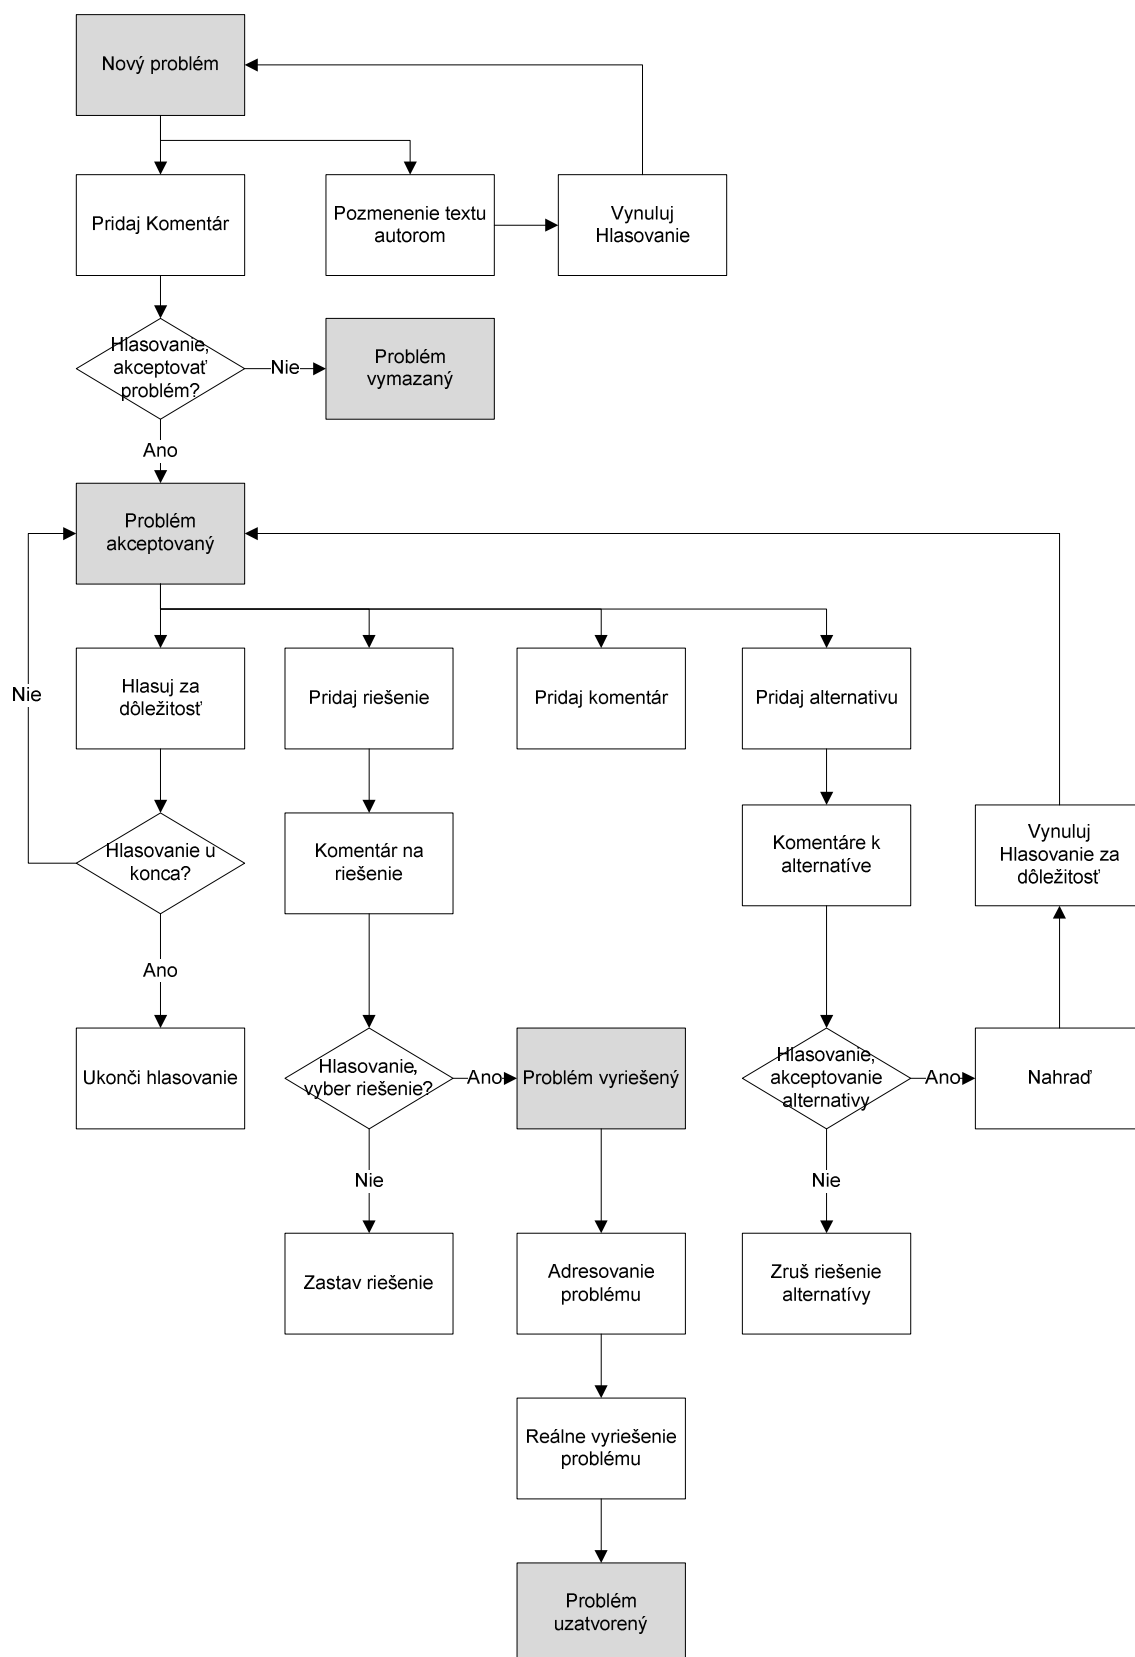 Nový problém
Pridaj Komentár
Pozmenenie textu
autorom
Vynuluj
Hlasovanie
Hlasovanie,
akceptovať
problém?
Nie
Problém
vymazaný
Ano
Problém
akceptovaný
Nie
Hlasuj za
dôležitosť
Pridaj riešenie
Pridaj komentár
Pridaj alternativu
Hlasovanie u
konca?
Komentár na
riešenie
Komentáre k
alternatíve
Vynuluj
Hlasovanie za
dôležitosť
Ano
Ukonči hlasovanie
Hlasovanie,
vyber riešenie?
Ano
Problém vyriešený
Hlasovanie,
akceptovanie
alternativy
Ano
Nahraď
Nie
Nie
Zastav riešenie
Adresovanie
problému
Zruš riešenie
alternatívy
Reálne vyriešenie
problému
Problém
uzatvorený